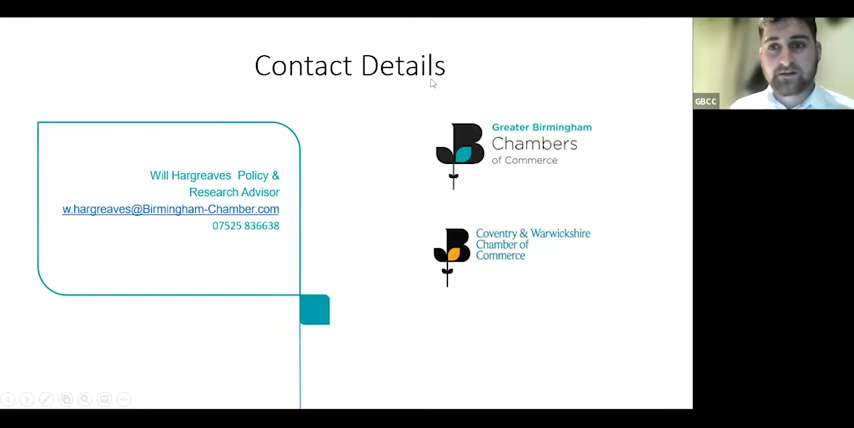 Contact Details
GBCC
Greater Birmingham
Chambers
of Commerce
Will Hargreaves Policy &
Research Advisor
w.hargreaves@Birmingham-Chamber.com
07525 836638
Coventry & Warwickshire
Chamber of
Commerce